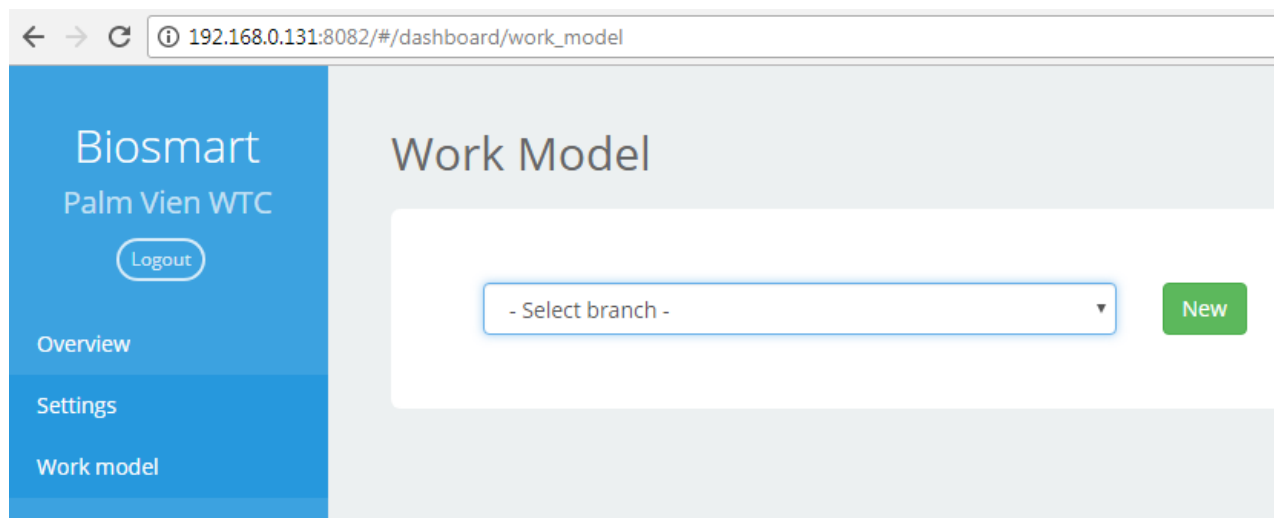 192.168.0.131:8082/#/dashboard/work_model
Biosmart
Palm Vien WTC
Logout
Overview
Settings
Work model
Work Model
- Select branch -
New